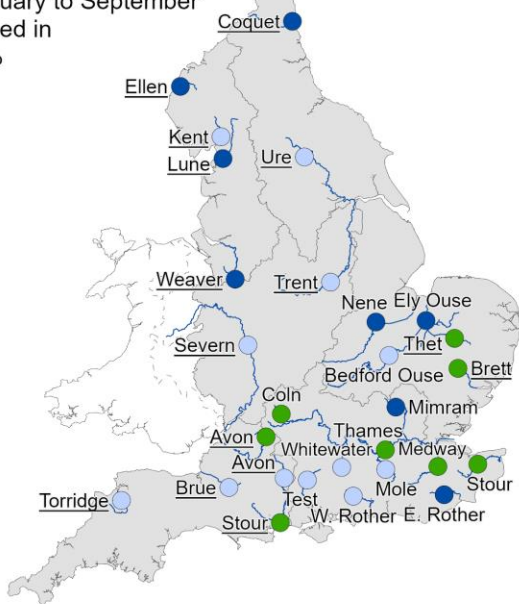 uary to September
ed in
Coquet
Ellen
Kent
Lune
Ure
Weaver
Trent
Nene
Ely Ouse
Severn
Thet
Bedford Ouse
Brett
Coln
Mimram
Avon
Thames
Avon
Whitewater
Medway
Brue
Test
Mole
Stour
Torridge
Stour
W. Rother
E. Rother